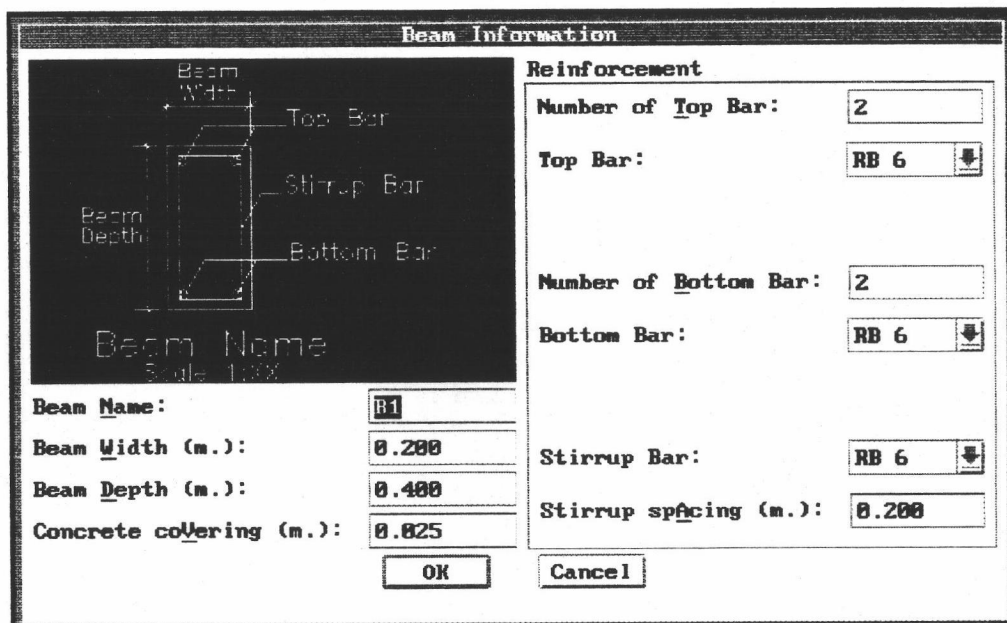 Beam Information
Beam
Width
Top Bar
Stirrup Bar
Beam
Depth
Bottom Bar
Beam Name
Scale 1:XX
Beam Name:
Beam Width (m.): 0.200
Beam Depth (m.): 0.400
Concrete coVering (m.): 0.025
Reinforcement
Number of Top Bar: 2
Top Bar: RB 6
Number of Bottom Bar: 2
Bottom Bar: RB 6
Stirrup Bar: RB 6
Stirrup spAcing (m.): 0.200
OK
Cancel